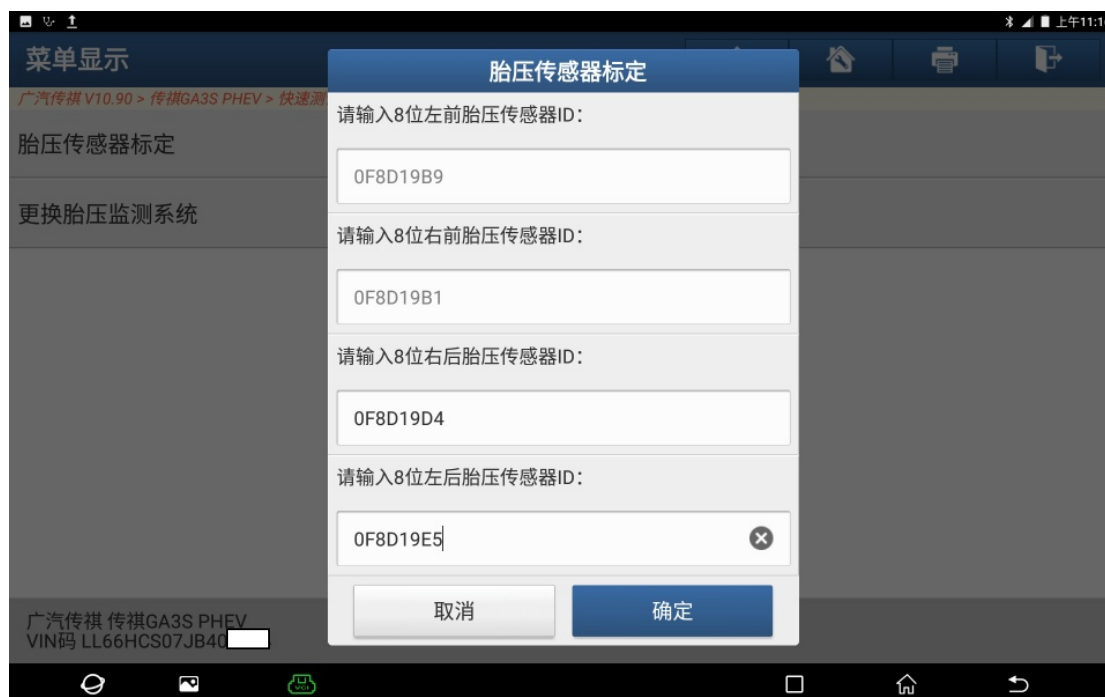 上午11:1
菜单显示
胎压传感器标定
广汽传祺 V10.90 > 传祺GA3S PHEV > 快速测
请输入8位左前胎压传感器ID：
胎压传感器标定
0F8D19B9
更换胎压监测系统
请输入8位右前胎压传感器ID：
0F8D19B1
请输入8位右后胎压传感器ID：
0F8D19D4
请输入8位左后胎压传感器ID：
0F8D19E5
取消
确定
广汽传祺 传祺GA3S PHEV
VIN码 LL66HCS07JB40
VCI